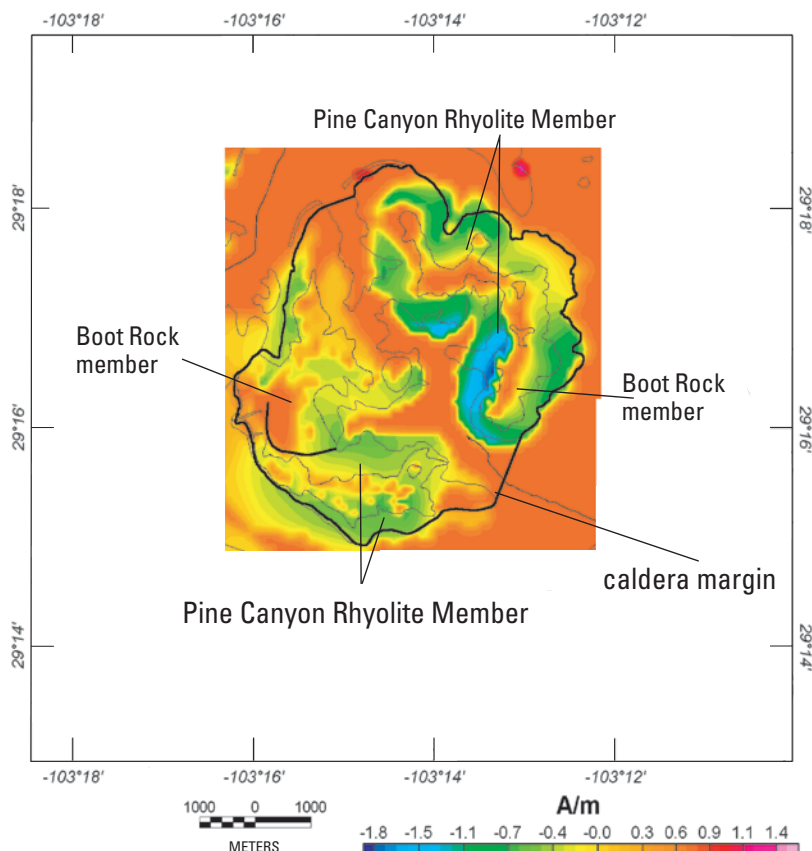 -103°18' -103°16' -103°14' -103°12'
Pine Canyon Rhyolite Member
29°18' 29°18'
Boot Rock
member
Boot Rock
member
29°16' 29°16'
caldera margin
Pine Canyon Rhyolite Member
29°14' 29°14'
-103°18' -103°16' -103°14' -103°12'
1000 0 1000
METERS
A/m
-1.8 -1.5 -1.1 -0.7 -0.4 -0.0 0.3 0.6 0.9 1.1 1.4